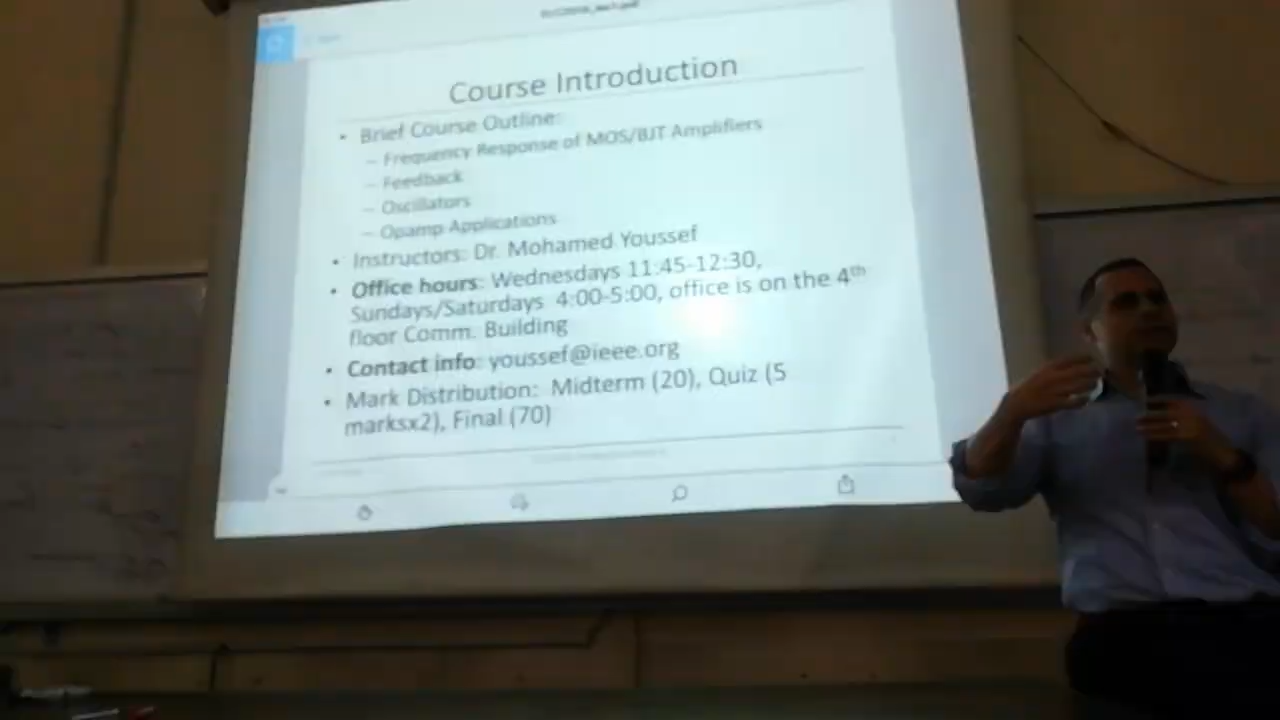 Course Introduction
• Brief Course Outline:
– Frequency Response of MOS/BJT Amplifiers
– Feedback
– Oscillators
– Opamp Applications
• Instructors: Dr. Mohamed Youssef
• Office hours: Wednesdays 11:45-12:30,
Sundays/Saturdays 4:00-5:00, office is on the 4th
floor Comm. Building
• Contact info: youssef@ieee.org
• Mark Distribution: Midterm (20), Quiz (5
marksx2), Final (70)